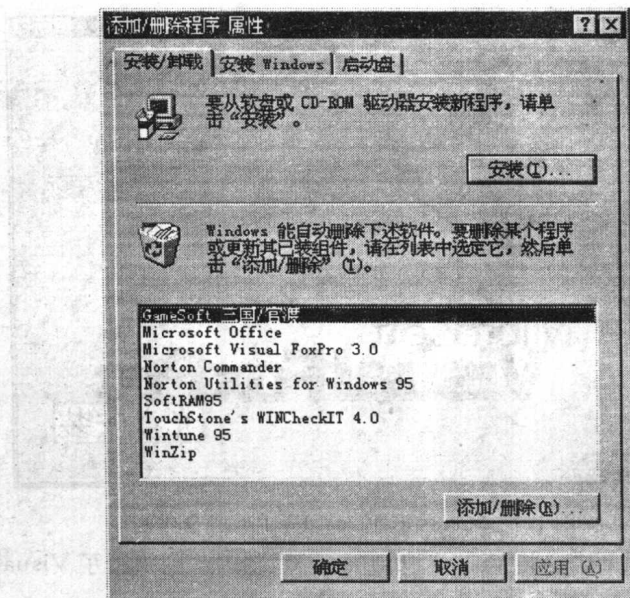 添加/删除程序 属性
安装/卸载 安装 Windows 启动盘
要从软盘或 CD-ROM 驱动器安装新程序，请单
击“安装”。
安装(I)...
Windows 能自动删除下述软件。要删除某个程序
或更新其已装组件，请在列表中选定它，然后单
击“添加/删除”(I)。
GameSoft 三国/官渡
Microsoft Office
Microsoft Visual FoxPro 3.0
Norton Commander
Norton Utilities for Windows 95
SoftRAM95
TouchStone's WINCheckIT 4.0
Wintune 95
WinZip
添加/删除(R)...
确定 取消 应用 (A)